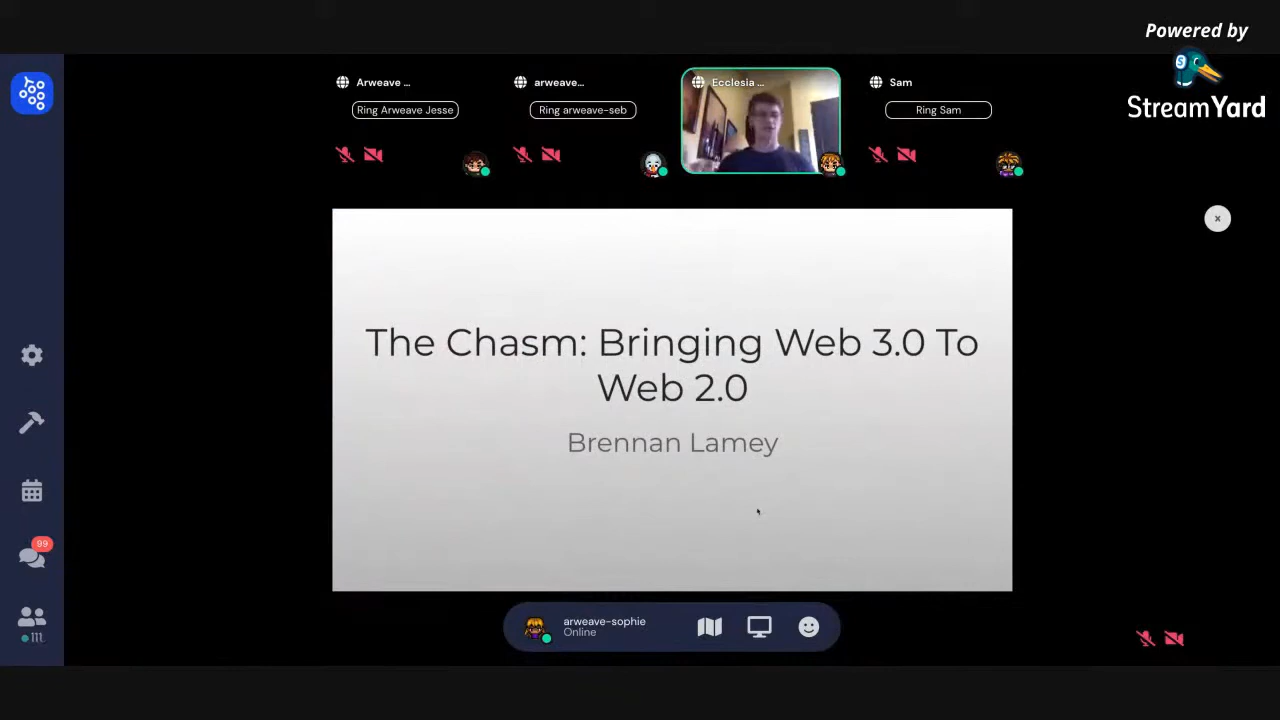 Powered by
StreamYard
Arweave ...
arweave...
Ecclesia ...
Sam
Ring Arweave Jesse
Ring arweave-seb
Ring Sam
The Chasm: Bringing Web 3.0 To
Web 2.0
Brennan Lamey
99
111
arweave-sophie
Online